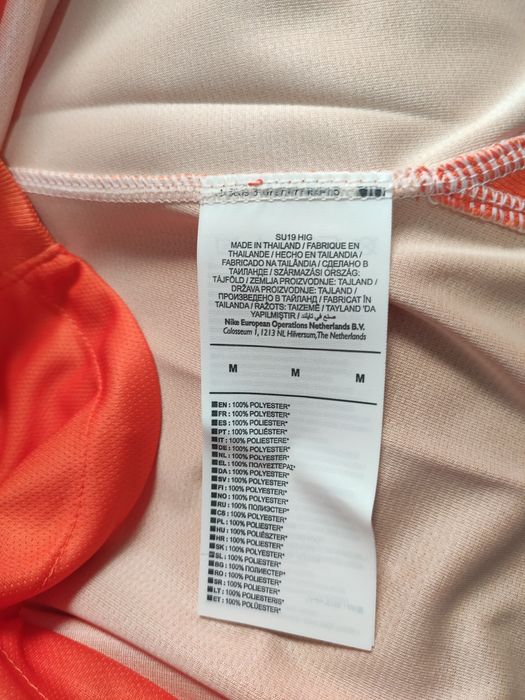 SU19 HIG
MADE IN THAILAND / FABRIQUE EN
THAILANDE / HECHO EN TAILANDIA /
FABRICADO NA TAILÂNDIA / СДЕЛАНО В
ТАИЛАНДЕ / SZÁRMAZÁSI ORSZÁG:
TÁJFÖLD / ZEMLJA PROIZVODNJE: TAJLAND /
DRŽAVA PROIZVODNJE: TAJLAND /
ПРОИЗВЕДЕНО В ТАЙЛАНД / FABRICAT ÎN
TAILANDA / RAŽOTS: TAIZEMĒ / TAYLAND 'DA
YAPILMIŞTIR / صنع في تايلند
Nike European Operations Netherlands B.V.
Colosseum 1, 1213 NL Hilversum, The Netherlands
M M M
EN : 100% POLYESTER*
FR : 100% POLYESTER*
ES : 100% POLIÉSTER*
PT : 100% POLIÉSTER*
IT : 100% POLIESTERE*
DE : 100% POLYESTER*
NL : 100% POLYESTER*
EL : 100% ΠΟΛΥΕΣΤΕΡΑΣ*
DA : 100% POLYESTER*
SV : 100% POLYESTER*
FI : 100% POLYESTERI*
NO : 100% POLYESTER*
RU : 100% ПОЛИЭСТЕР*
CS : 100% POLYESTER*
PL : 100% POLIESTER*
HU : 100% POLIÉSZTER*
HR : 100% POLIESTER*
SK : 100% POLYESTER*
SL : 100% POLIESTER*
BG : 100% ПОЛИЕСТЕР*
RO : 100% POLIESTER*
SR : 100% POLIESTER*
LT : 100% POLIESTERIS*
ET : 100% POLÜESTER*